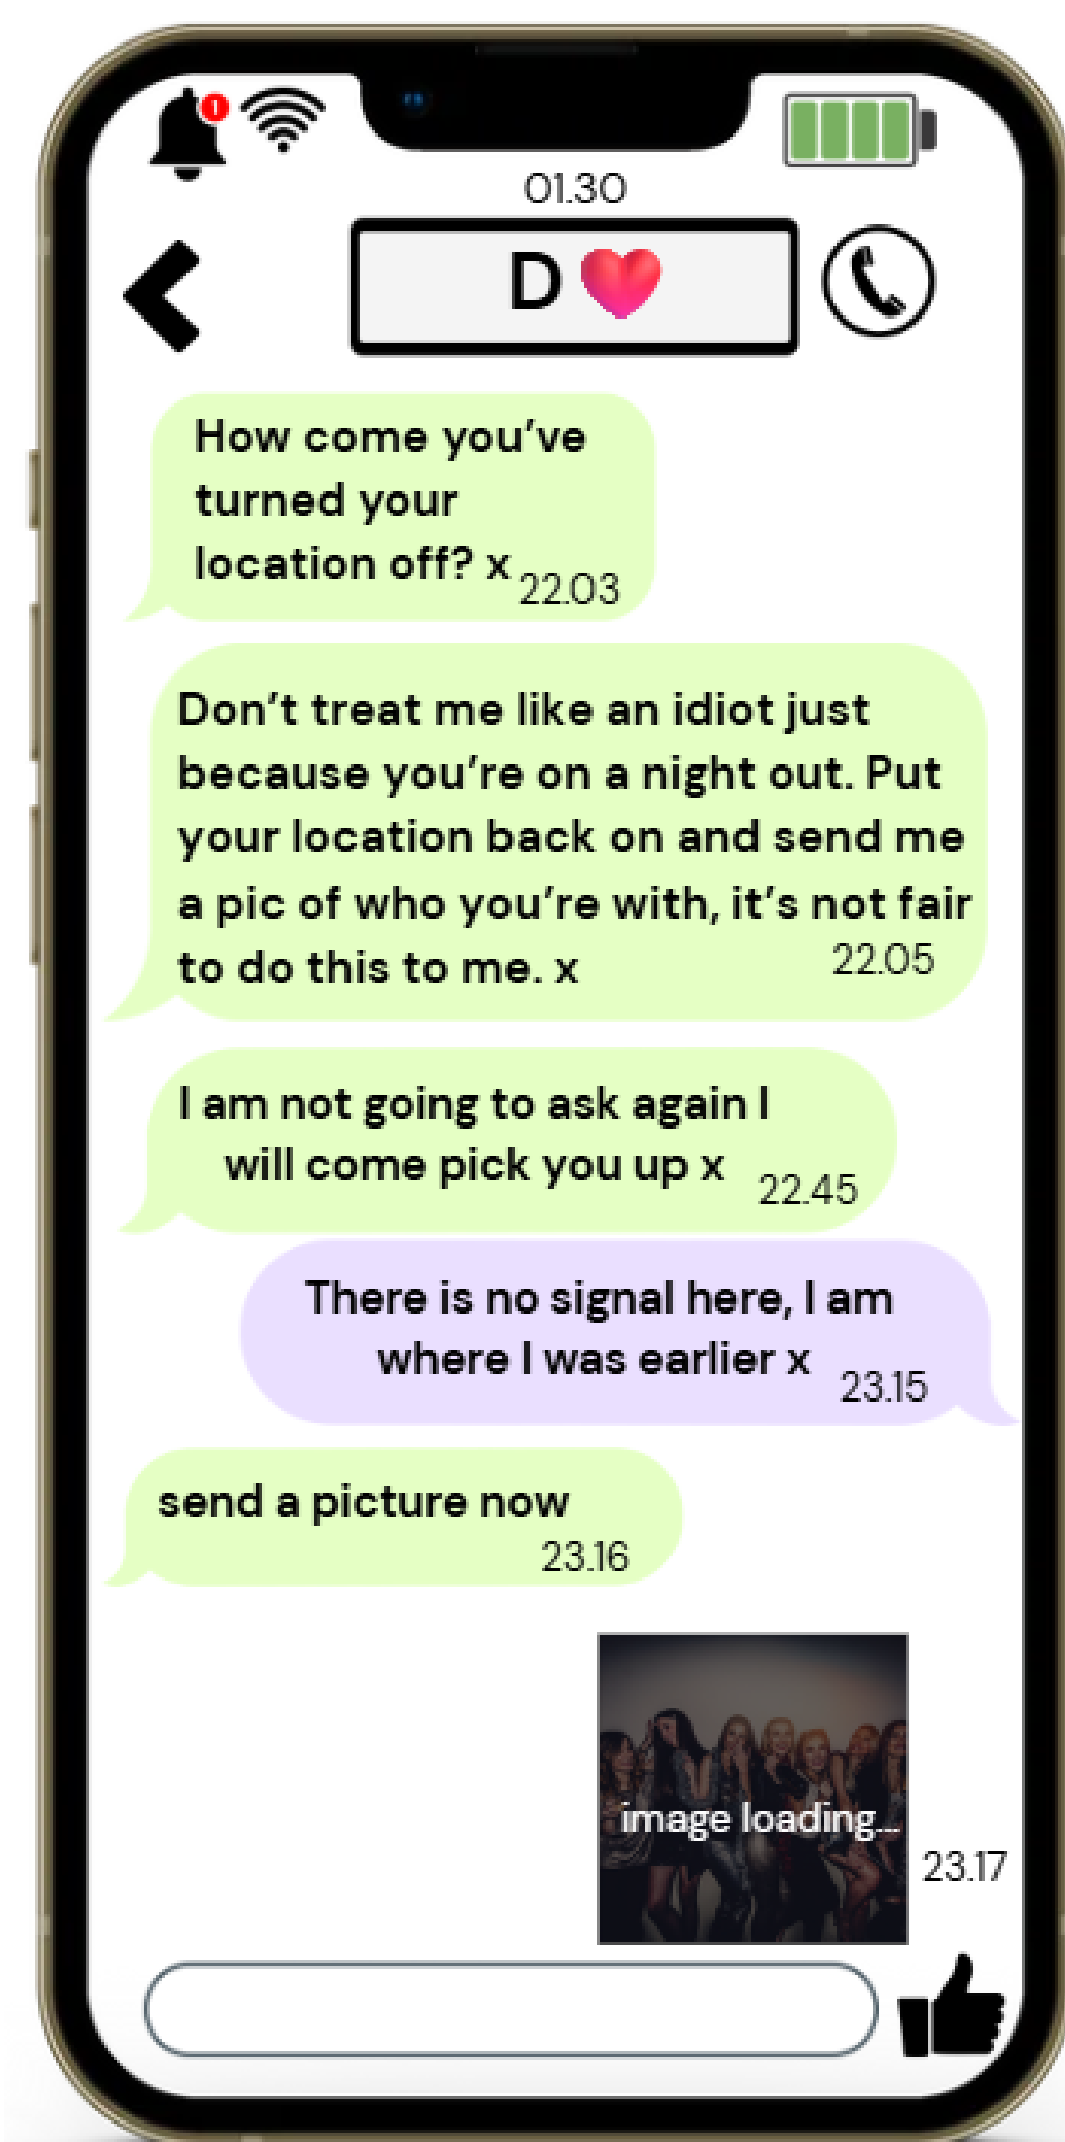 01.30
D
How come you've
turned your
location off? x
22.03
Don't treat me like an idiot just
because you're on a night out. Put
your location back on and send me
a pic of who you're with, it's not fair
to do this to me. x
22.05
I am not going to ask again I
will come pick you up x
22.45
There is no signal here, I am
where I was earlier x
23.15
send a picture now
23.16
image loading...
23.17